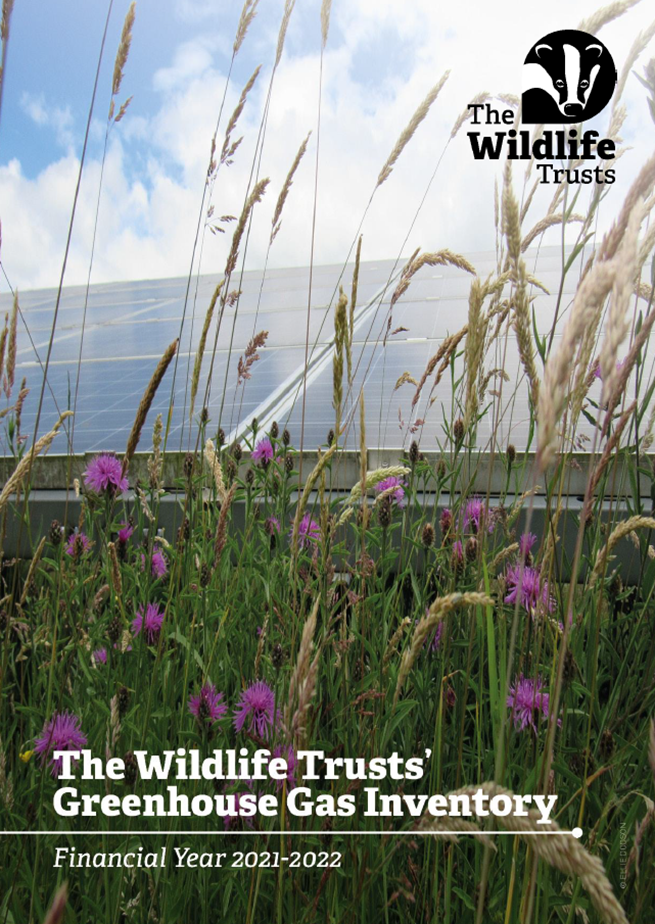 The
Wildlife
Trusts
The Wildlife Trusts’
Greenhouse Gas Inventory
Financial Year 2021-2022